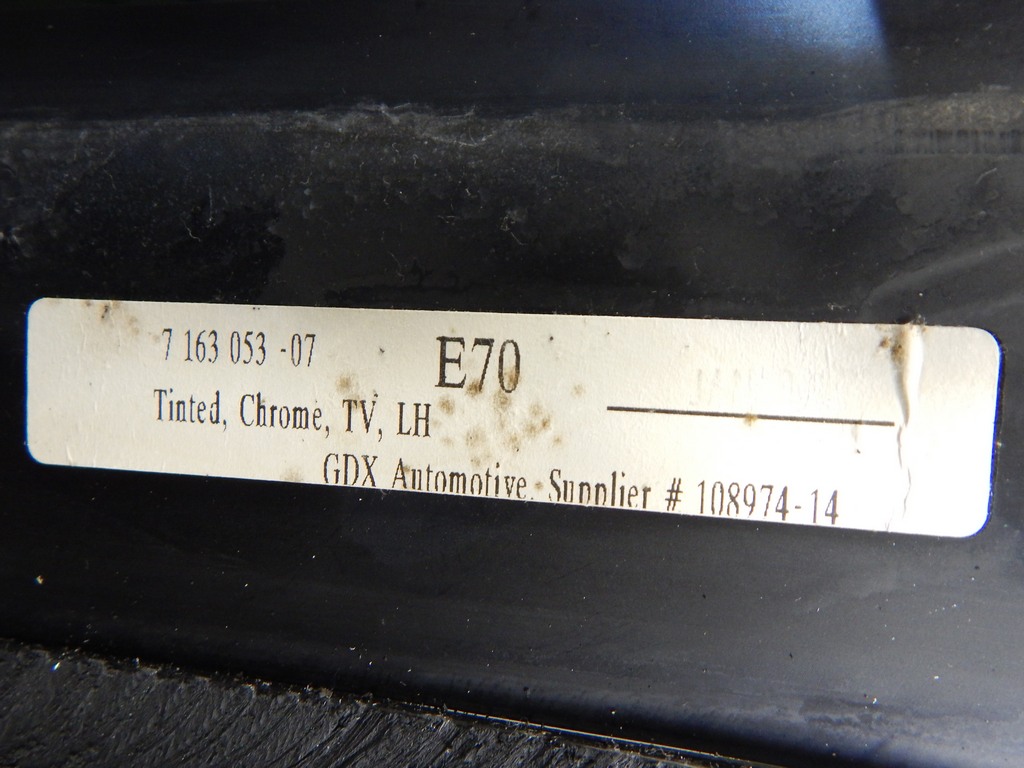 7 163 053 -07
E70
Tinted, Chrome, TV, LH
GDX Automotive, Supplier # 108974-14